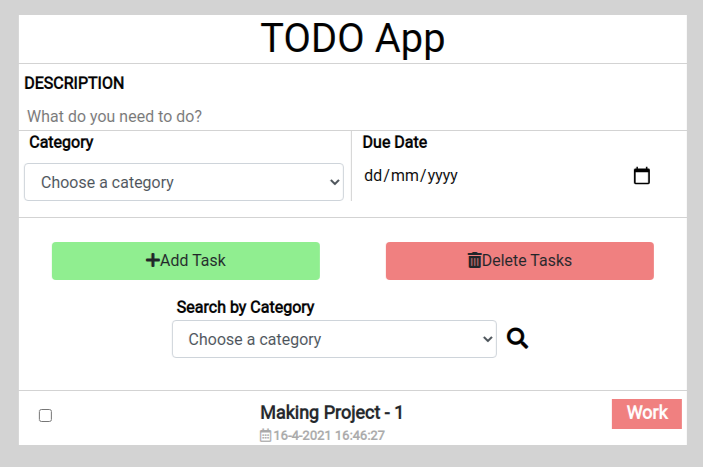 TODO App
DESCRIPTION
What do you need to do?
Category
Due Date
Choose a category
dd/mm/yyyy
Add Task
Delete Tasks
Search by Category
Choose a category
Making Project - 1
Work
16-4-2021 16:46:27